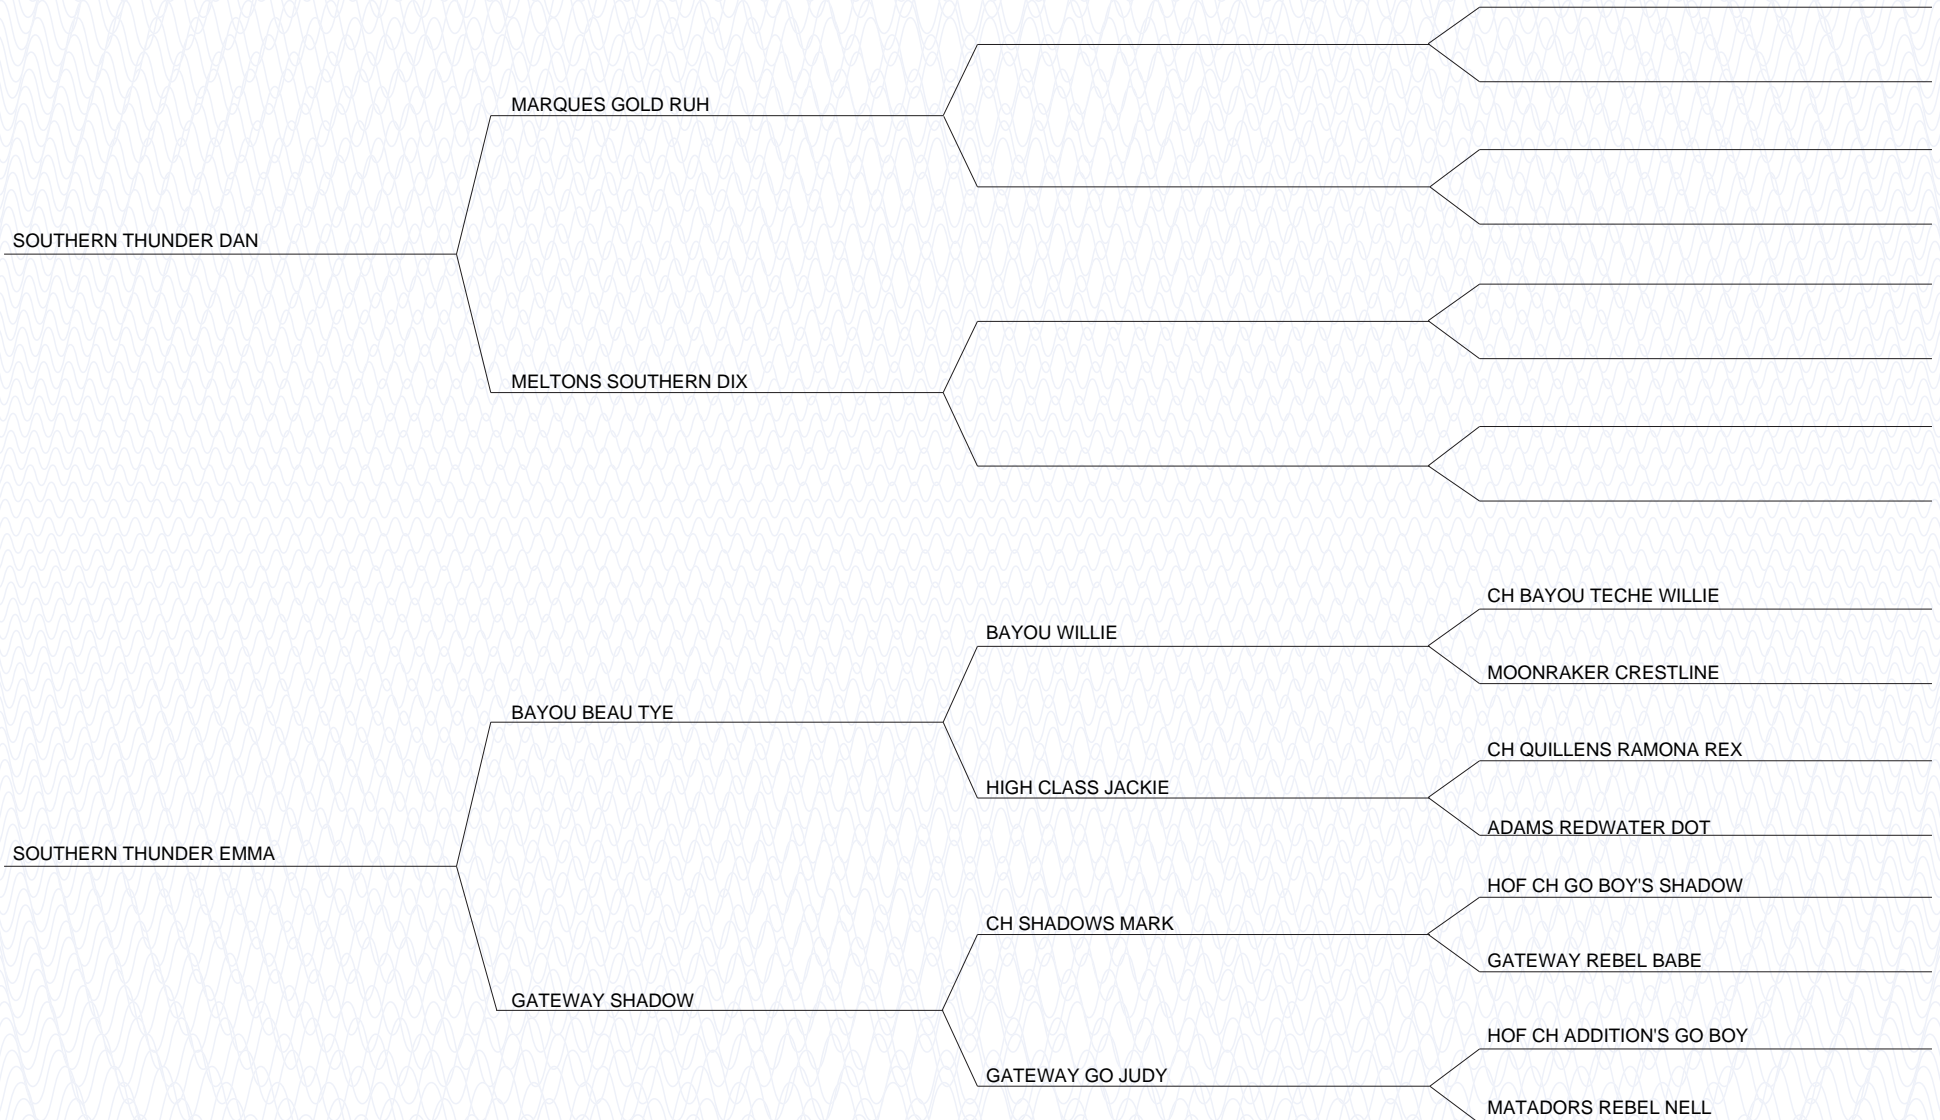 MARQUES GOLD RUH
SOUTHERN THUNDER DAN
MELTONS SOUTHERN DIX
CH BAYOU TECHE WILLIE
BAYOU WILLIE
MOONRAKER CRESTLINE
BAYOU BEAU TYE
CH QUILLENS RAMONA REX
HIGH CLASS JACKIE
ADAMS REDWATER DOT
SOUTHERN THUNDER EMMA
HOF CH GO BOY'S SHADOW
CH SHADOWS MARK
GATEWAY REBEL BABE
GATEWAY SHADOW
HOF CH ADDITION'S GO BOY
GATEWAY GO JUDY
MATADORS REBEL NELL